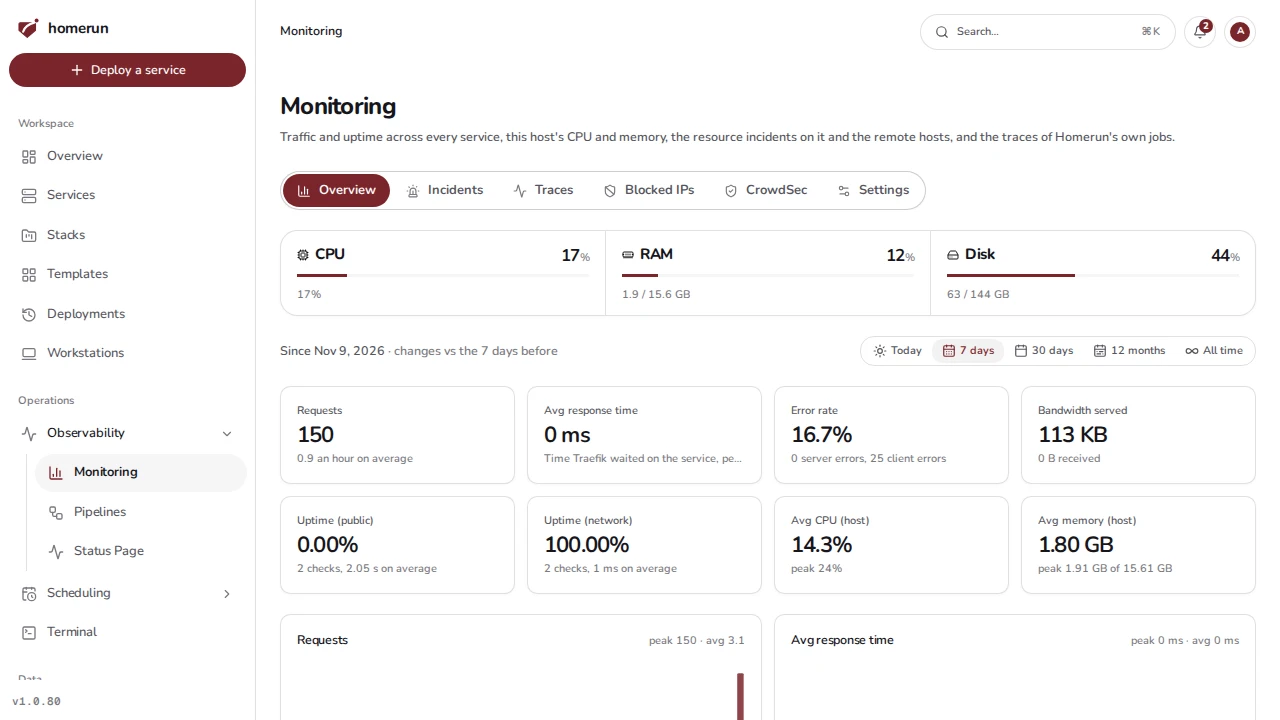 homerun
Deploy a service
Workspace
Overview
Services
Stacks
Templates
Deployments
Workstations
Operations
Observability
Monitoring
Pipelines
Status Page
Scheduling
Terminal
Data
v1.0.80
Monitoring
Search...
⌘K
2
A
Monitoring
Traffic and uptime across every service, this host's CPU and memory, the resource incidents on it and the remote hosts, and the traces of Homerun's own jobs.
Overview Incidents Traces Blocked IPs CrowdSec Settings
CPU 17%
17%
RAM 12%
1.9 / 15.6 GB
Disk 44%
63 / 144 GB
Since Nov 9, 2026 · changes vs the 7 days before
Today 7 days 30 days 12 months All time
Requests
150
0.9 an hour on average
Avg response time
0 ms
Time Traefik waited on the service, pe...
Error rate
16.7%
0 server errors, 25 client errors
Bandwidth served
113 KB
0 B received
Uptime (public)
0.00%
2 checks, 2.05 s on average
Uptime (network)
100.00%
2 checks, 1 ms on average
Avg CPU (host)
14.3%
peak 24%
Avg memory (host)
1.80 GB
peak 1.91 GB of 15.61 GB
Requests
peak 150 · avg 3.1
Avg response time
peak 0 ms · avg 0 ms